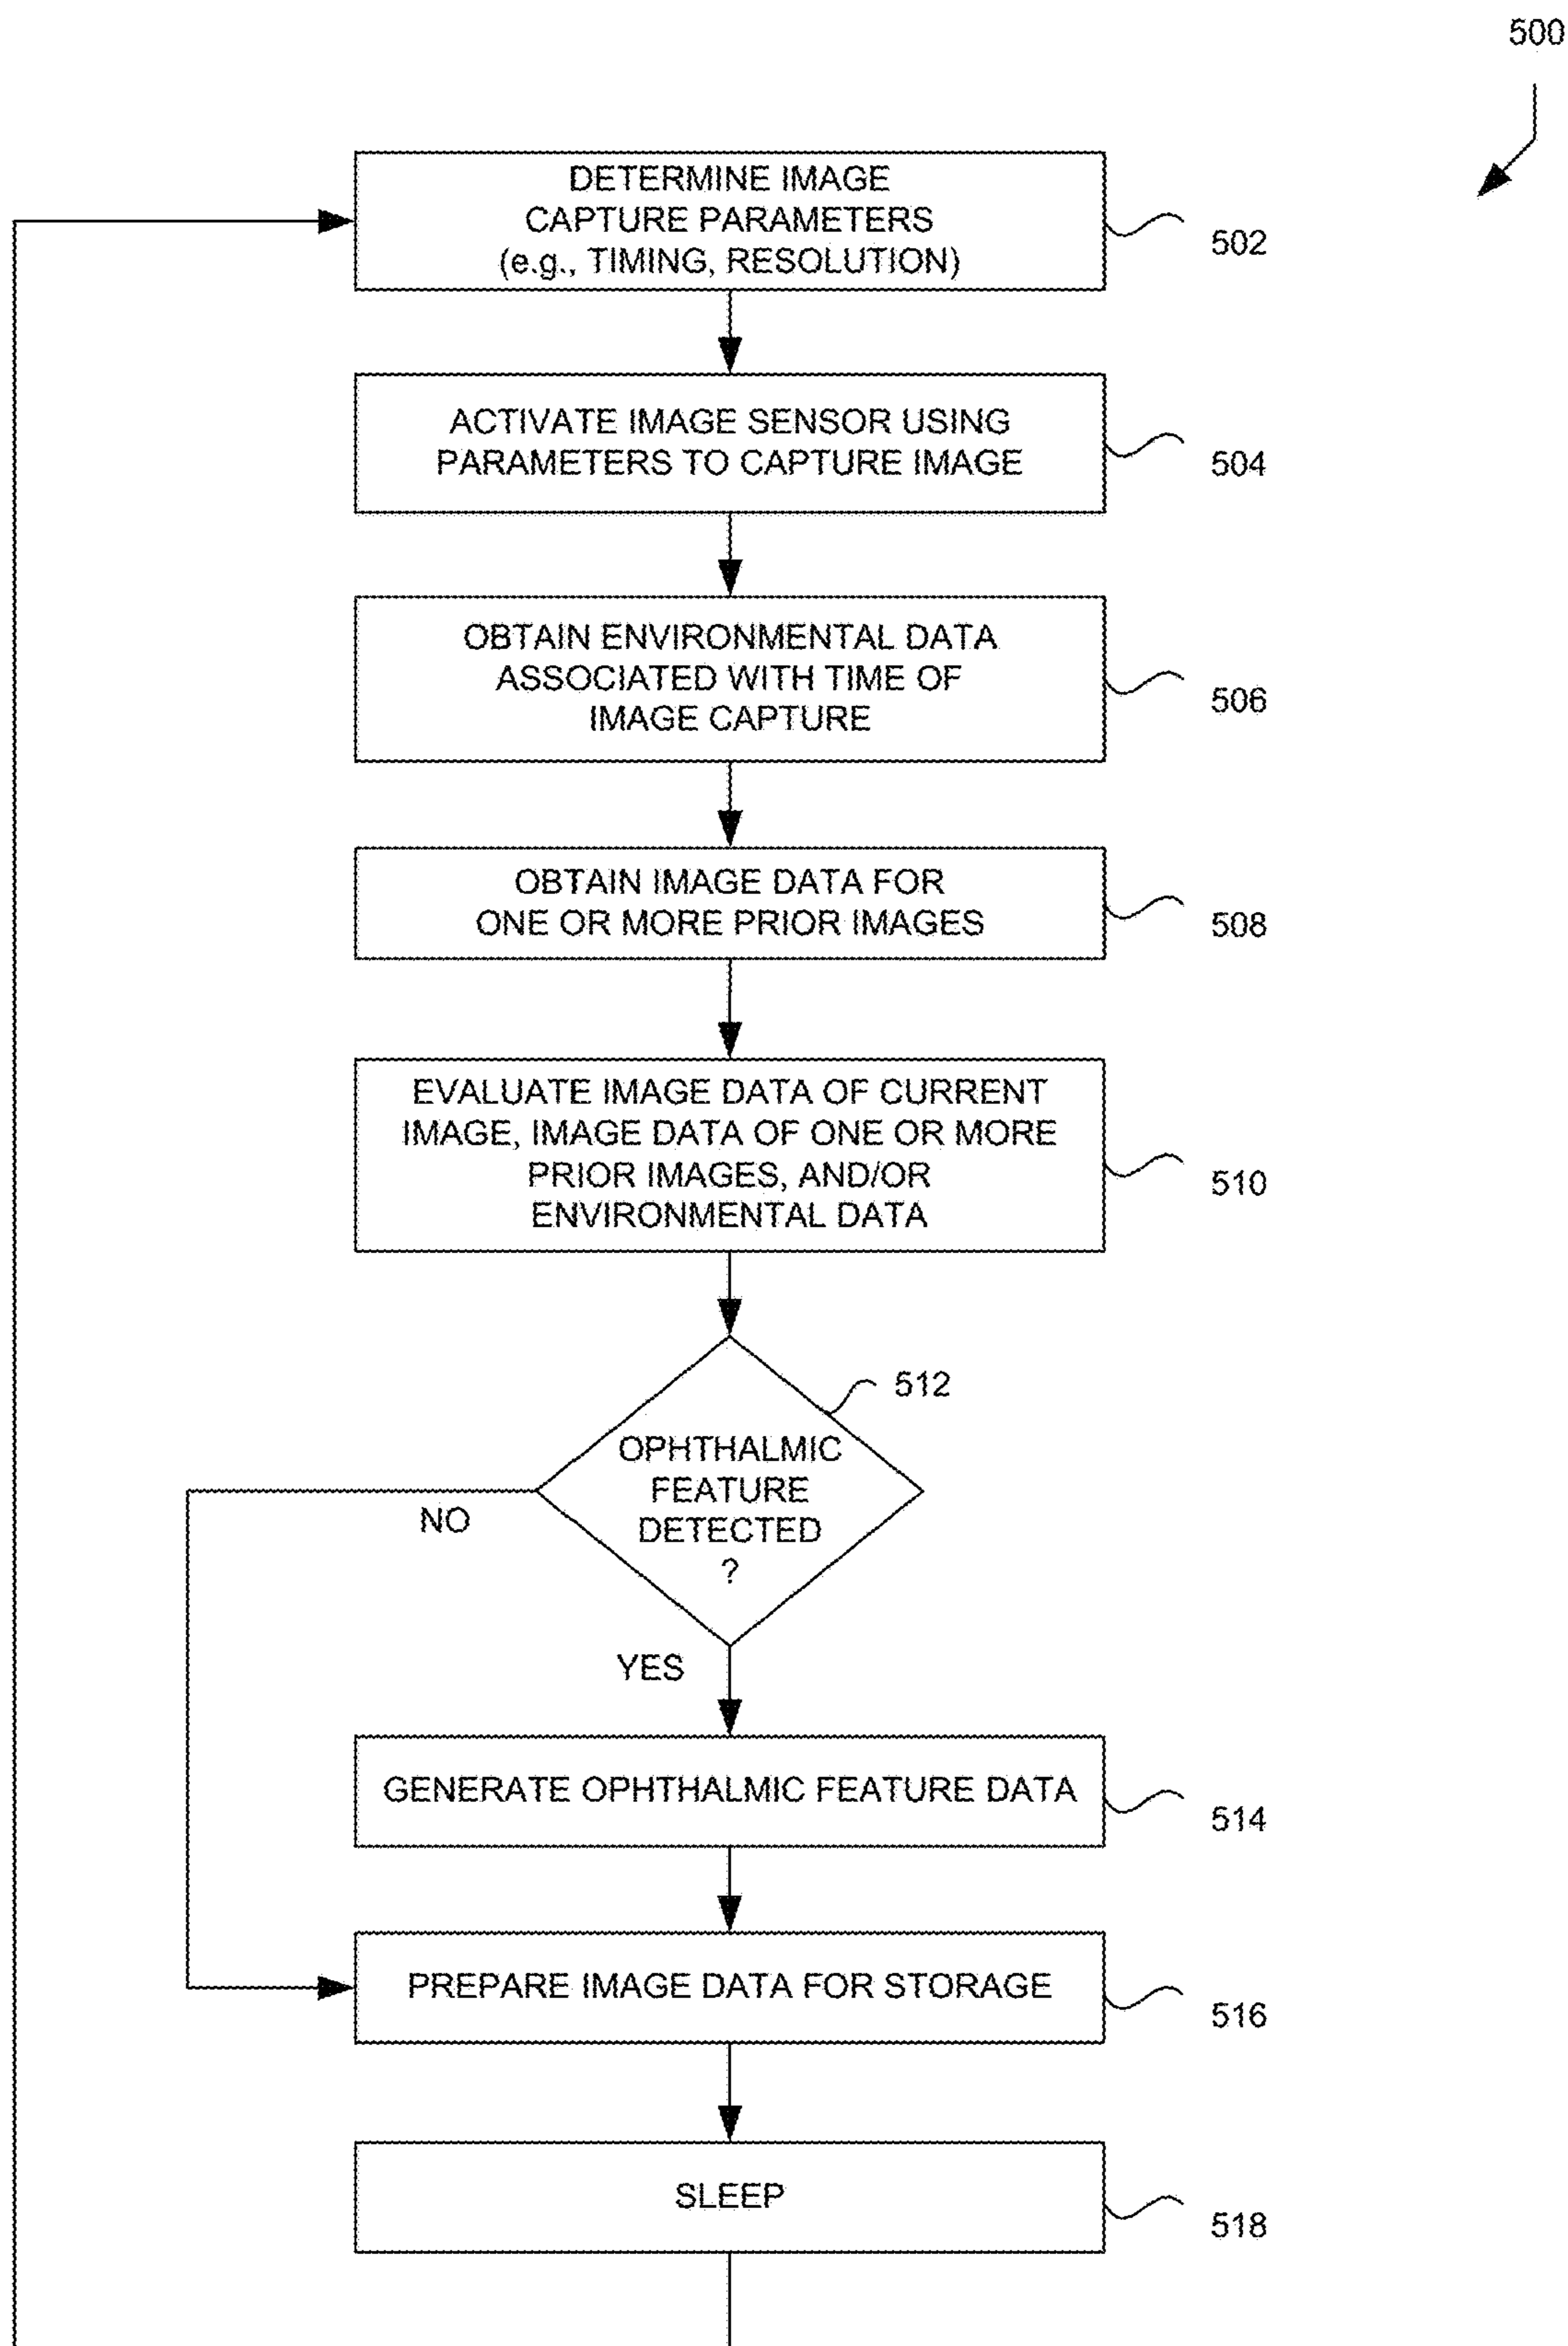 500
DETERMINE IMAGE
CAPTURE PARAMETERS
(e.g., TIMING, RESOLUTION)
502
ACTIVATE IMAGE SENSOR USING
PARAMETERS TO CAPTURE IMAGE
504
OBTAIN ENVIRONMENTAL DATA
ASSOCIATED WITH TIME OF
IMAGE CAPTURE
506
OBTAIN IMAGE DATA FOR
ONE OR MORE PRIOR IMAGES
508
EVALUATE IMAGE DATA OF CURRENT
IMAGE, IMAGE DATA OF ONE OR MORE
PRIOR IMAGES, AND/OR
ENVIRONMENTAL DATA
510
512
OPHTHALMIC
FEATURE
DETECTED
?
NO
YES
GENERATE OPHTHALMIC FEATURE DATA
514
PREPARE IMAGE DATA FOR STORAGE
516
SLEEP
518